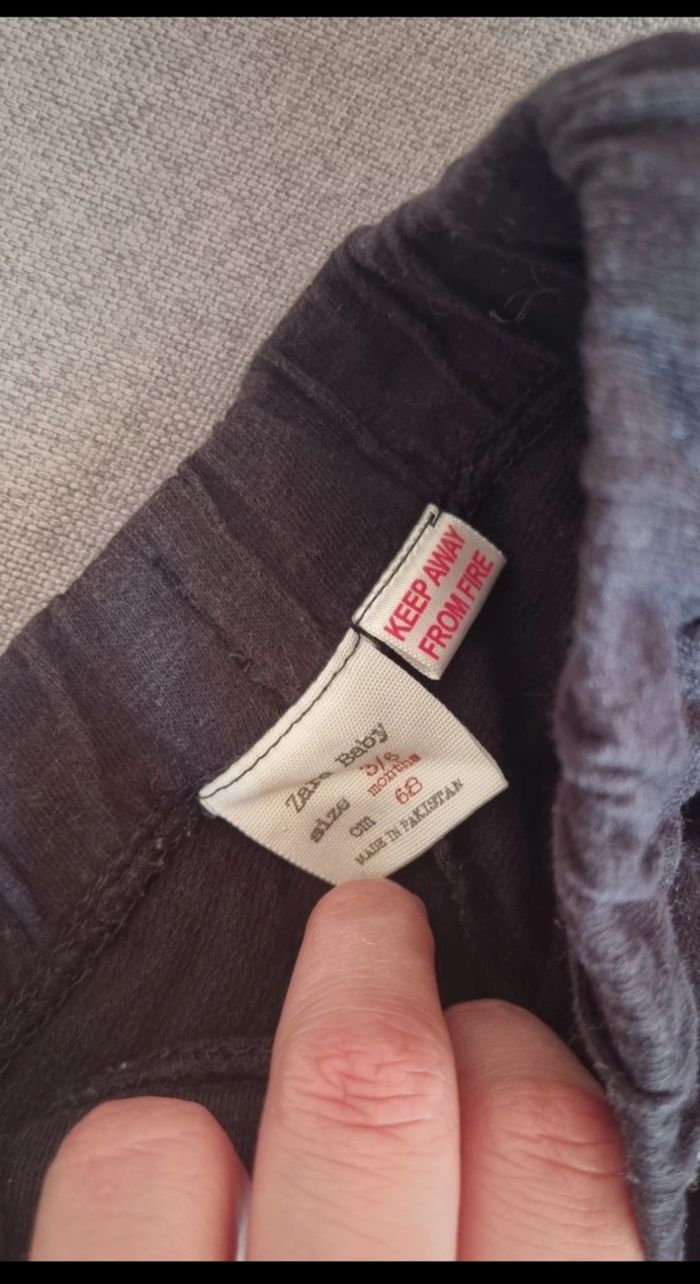 KEEP AWAY
FROM FIRE
Zara Baby
size 3/6
months
cm 68
MADE IN PAKISTAN